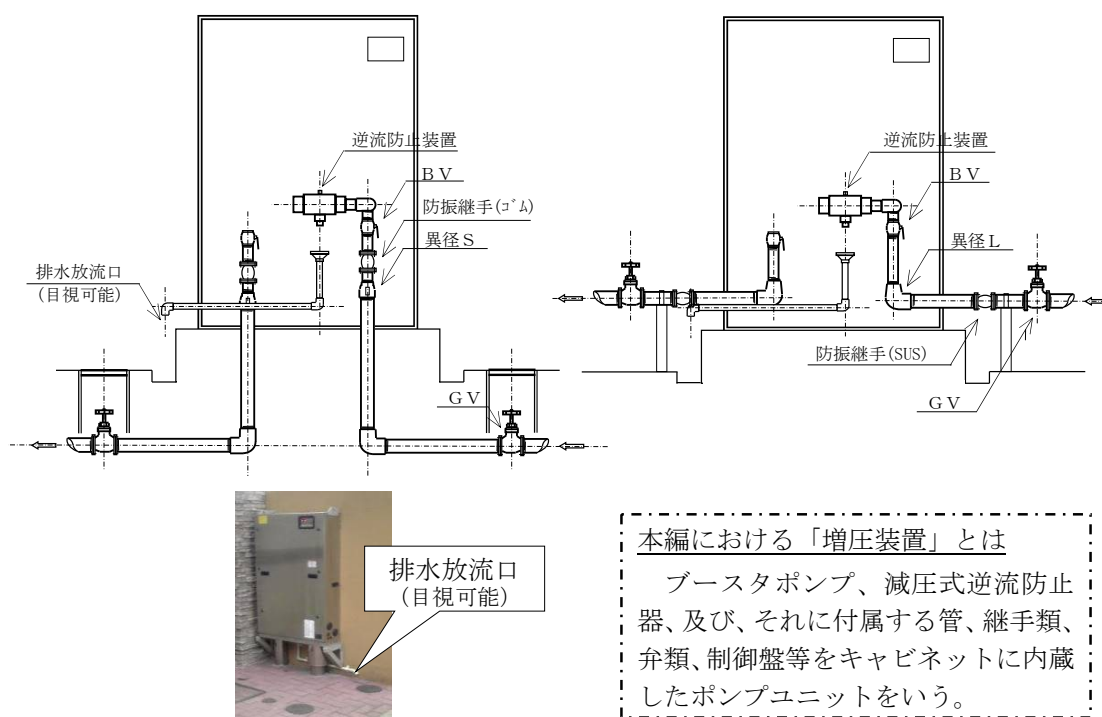 逆流防止装置
ＢＶ
防振継手(ｺﾞﾑ)
異径Ｓ
排水放流口
(目視可能)
ＧＶ
逆流防止装置
ＢＶ
異径Ｌ
防振継手(SUS)
ＧＶ
排水放流口
(目視可能)
本編における「増圧装置」とは
ブースタポンプ、減圧式逆流防止
器、及び、それに付属する管、継手類、
弁類、制御盤等をキャビネットに内蔵
したポンプユニットをいう。